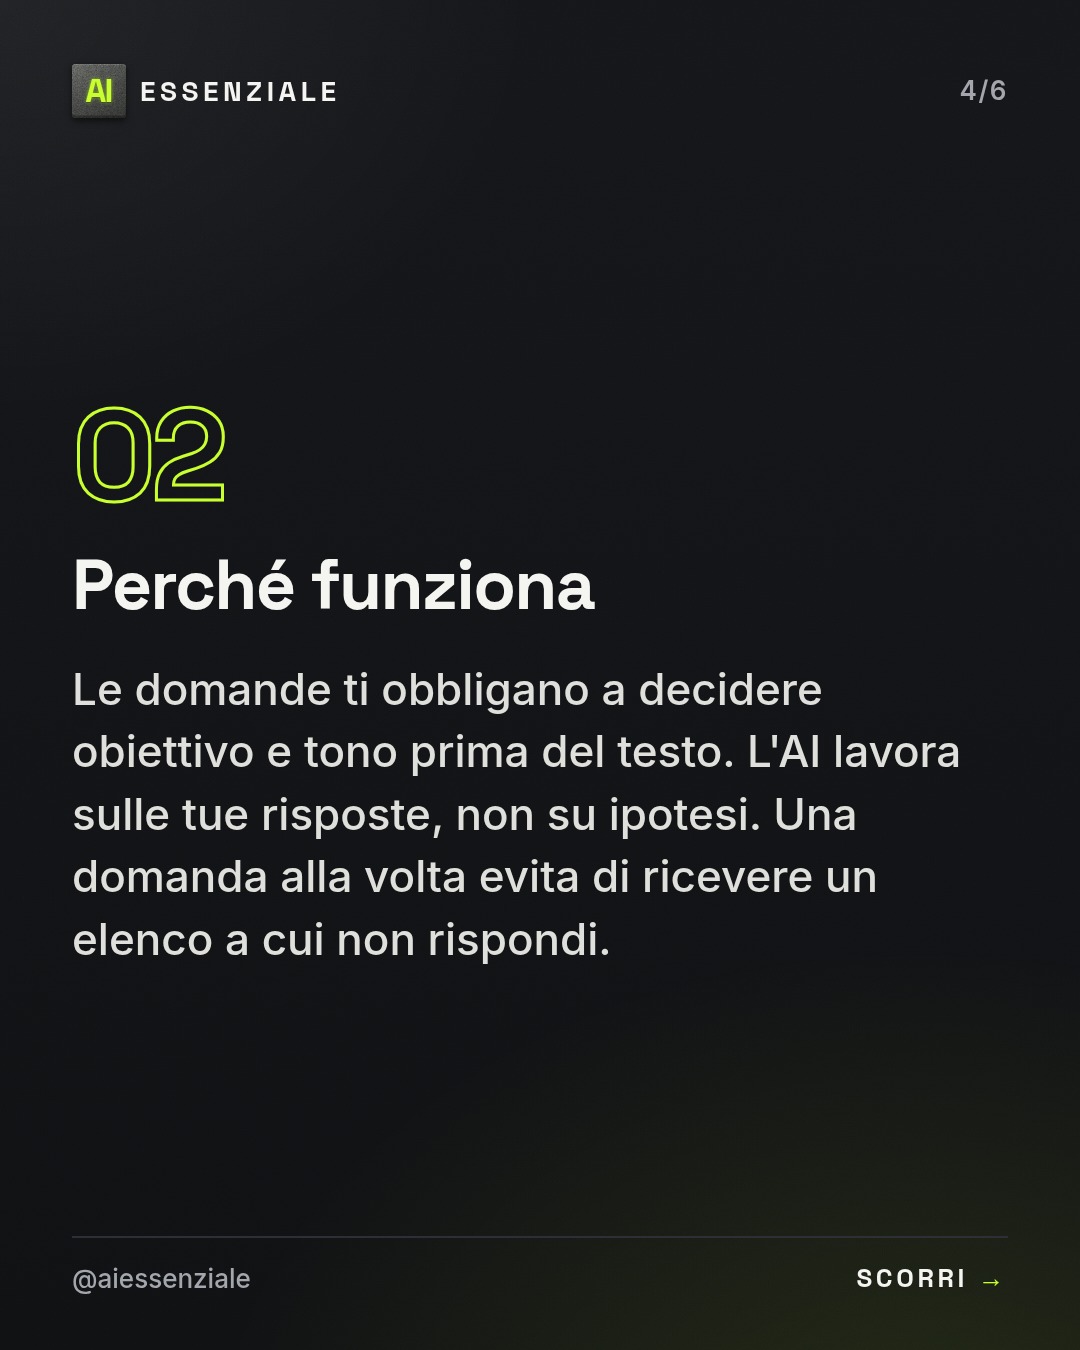 AI ESSENZIALE
4/6
02
Perché funziona
Le domande ti obbligano a decidere
obiettivo e tono prima del testo. L'AI lavora
sulle tue risposte, non su ipotesi. Una
domanda alla volta evita di ricevere un
elenco a cui non rispondi.
@aiessenziale
SCORRI →